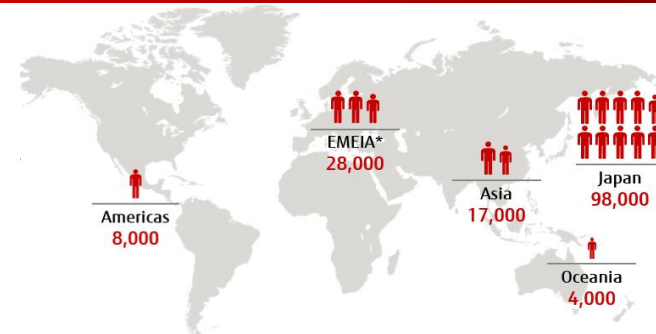 EMEIA*
28,000
Asia
17,000
Japan
98,000
Americas
8,000
Oceania
4,000